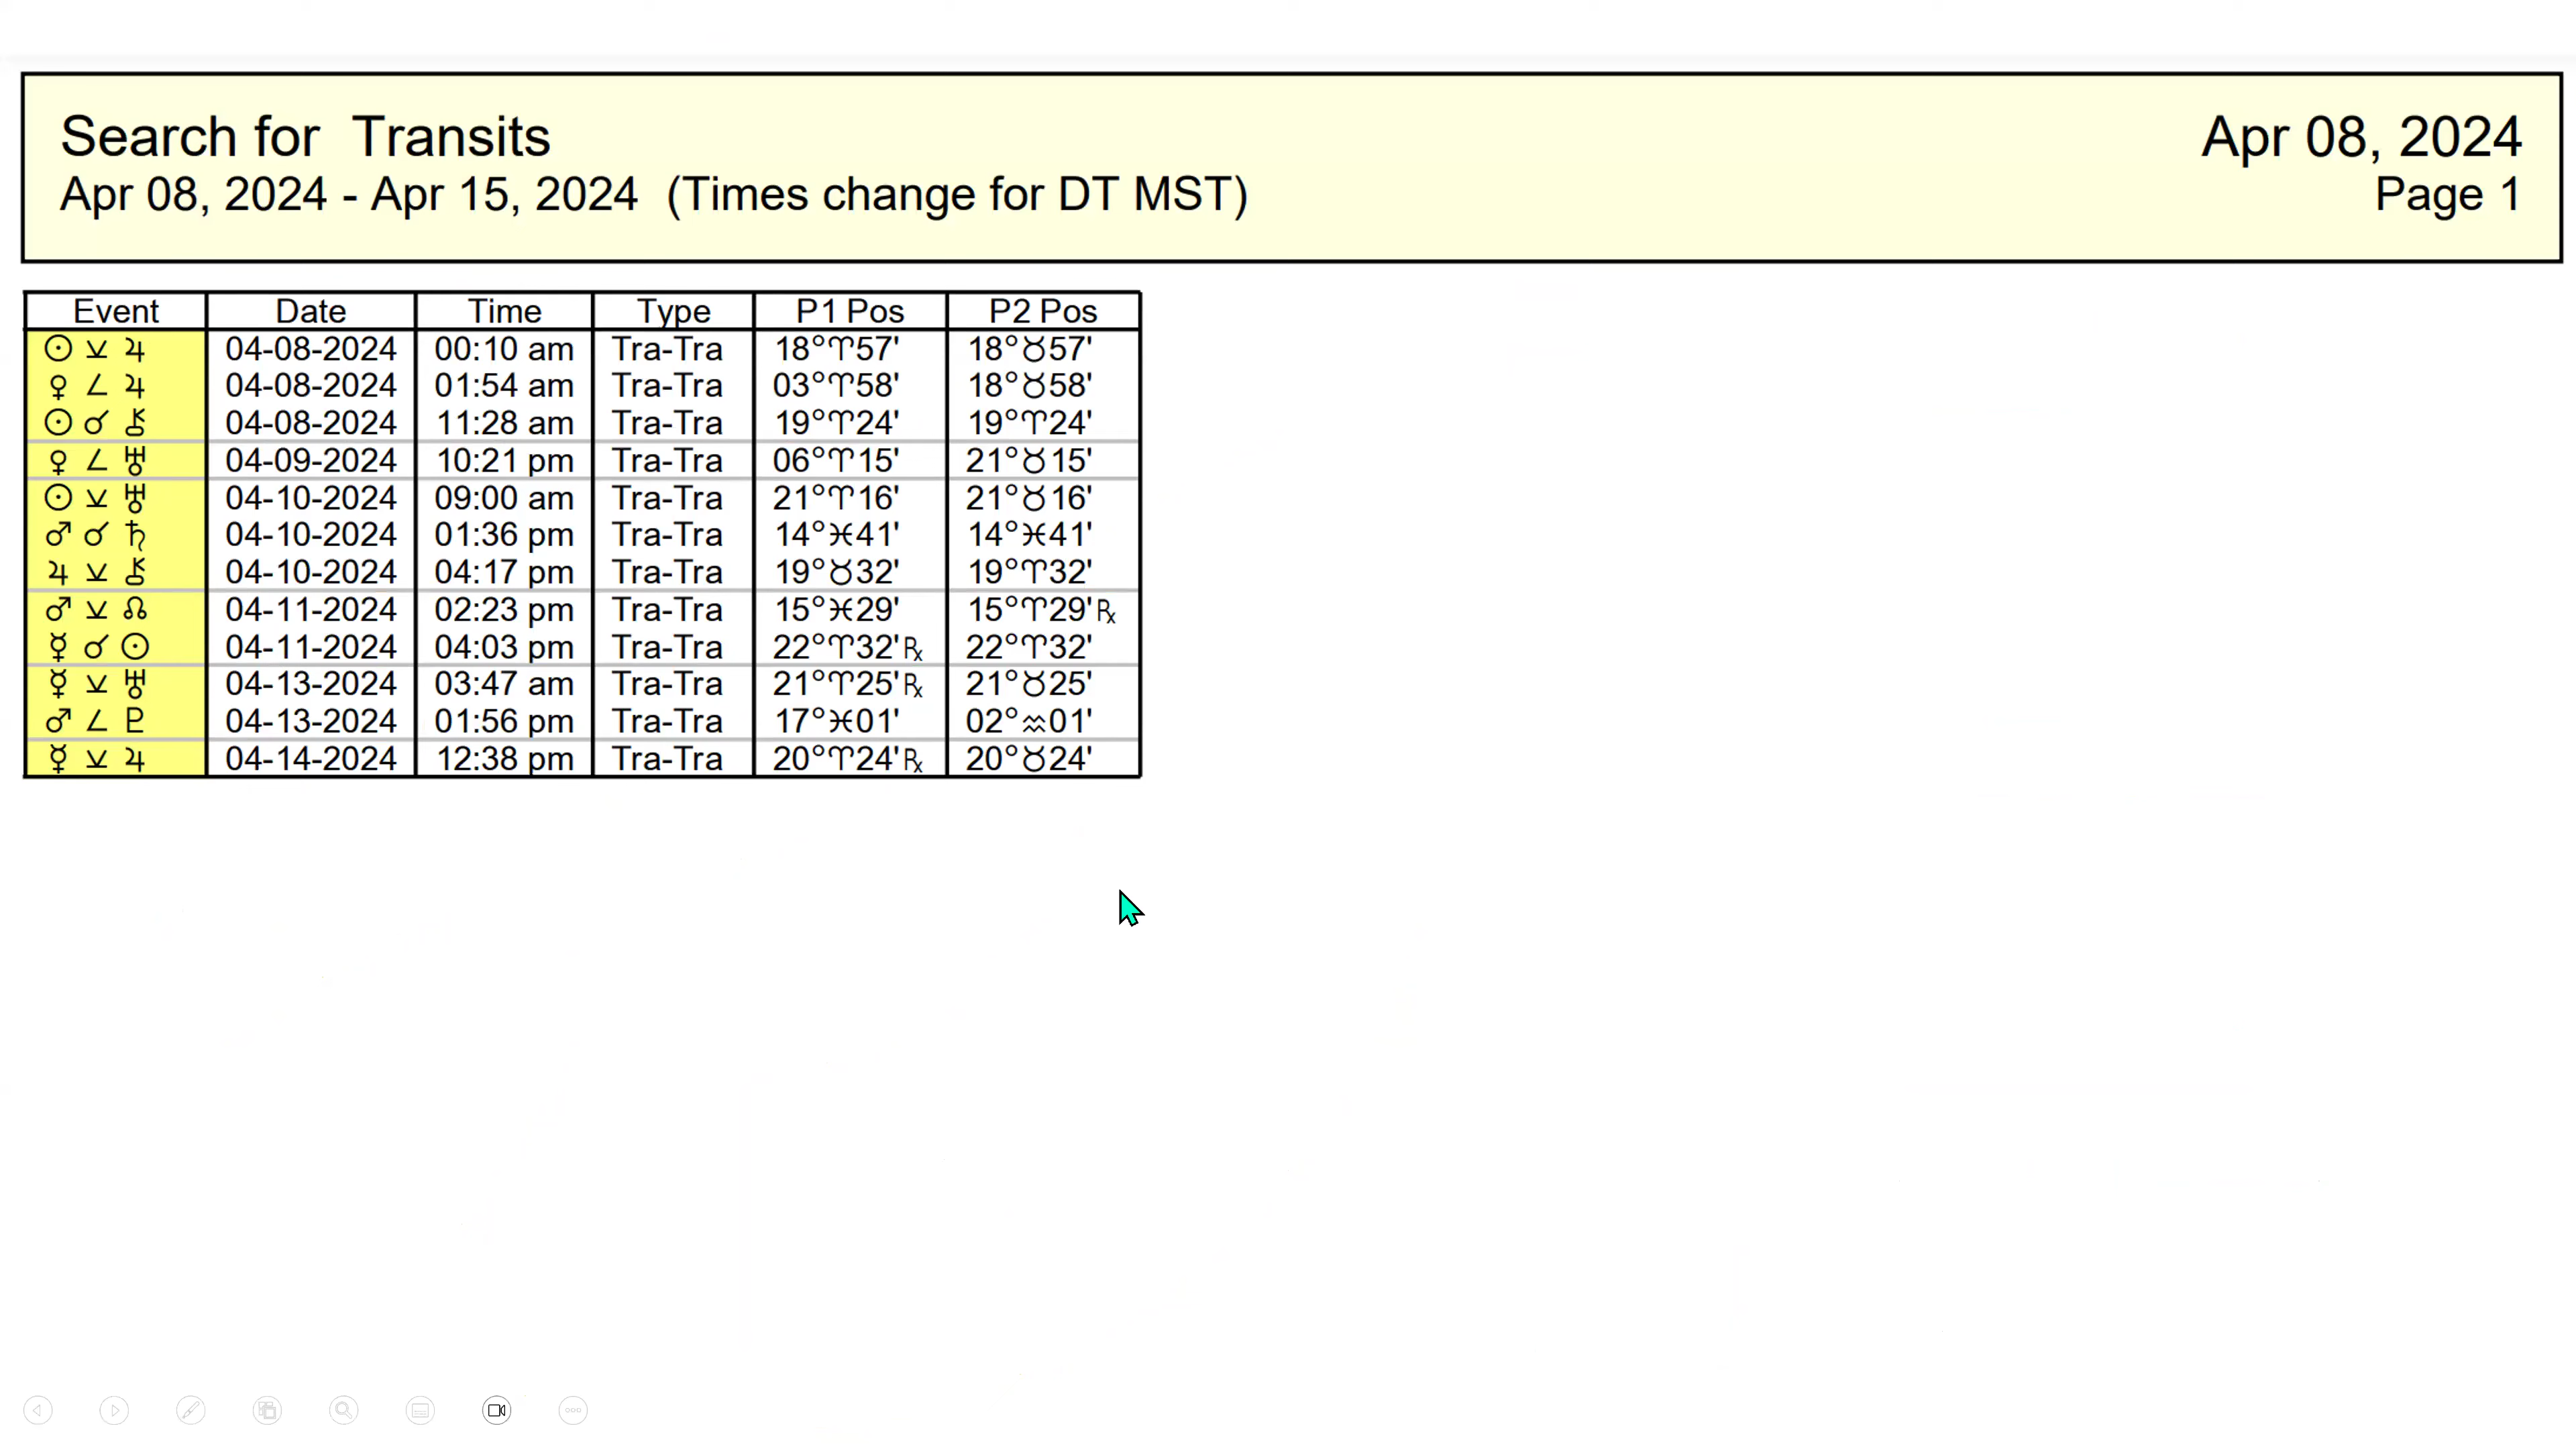 Search for  Transits
Apr 08, 2024
Apr 08, 2024 - Apr 15, 2024  (Times change for DT MST)
Page 1
Event Date Time Type P1 Pos P2 Pos
☉ ⚺ ♃ 04-08-2024 00:10 am Tra-Tra 18°♈57' 18°♉57'
♀ ∠ ♃ 04-08-2024 01:54 am Tra-Tra 03°♈58' 18°♉58'
☉ ☌ ⚷ 04-08-2024 11:28 am Tra-Tra 19°♈24' 19°♈24'
♀ ∠ ♅ 04-09-2024 10:21 pm Tra-Tra 06°♈15' 21°♉15'
☉ ⚺ ♅ 04-10-2024 09:00 am Tra-Tra 21°♈16' 21°♉16'
♂ ☌ ♄ 04-10-2024 01:36 pm Tra-Tra 14°♓41' 14°♓41'
♃ ⚺ ⚷ 04-10-2024 04:17 pm Tra-Tra 19°♉32' 19°♈32'
♂ ⚺ ☊ 04-11-2024 02:23 pm Tra-Tra 15°♓29' 15°♈29'℞
☿ ☌ ☉ 04-11-2024 04:03 pm Tra-Tra 22°♈32'℞ 22°♈32'
☿ ⚺ ♅ 04-13-2024 03:47 am Tra-Tra 21°♈25'℞ 21°♉25'
♂ ∠ ♇ 04-13-2024 01:56 pm Tra-Tra 17°♓01' 02°♒01'
☿ ⚺ ♃ 04-14-2024 12:38 pm Tra-Tra 20°♈24'℞ 20°♉24'